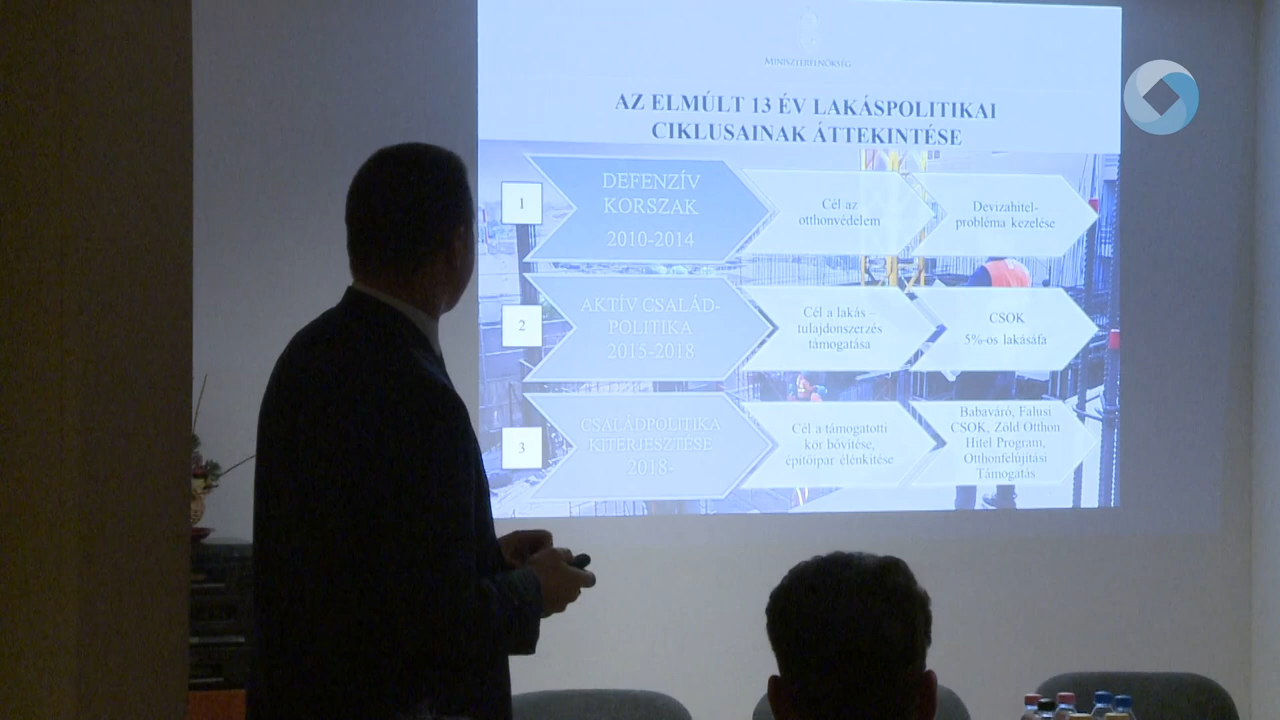 MINISZTERELNÖKSÉG
AZ ELMÚLT 13 ÉV LAKÁSPOLITIKAI
CIKLUSAINAK ÁTTEKINTÉSE
1
DEFENZÍV
KORSZAK
2010-2014
Cél az
otthonvédelem
Devizahitel-
probléma kezelése
2
AKTÍV CSALÁD-
POLITIKA
2015-2018
Cél a lakás –
tulajdonszerzés
támogatása
CSOK
5%-os lakásáfa
3
CSALÁDPOLITIKA
KITERJESZTÉSE
2018-
Cél a támogatotti
kör bővítése,
építőipar élénkítése
Babaváró, Falusi
CSOK, Zöld Otthon
Hitel Program,
Otthonfelújítási
Támogatás